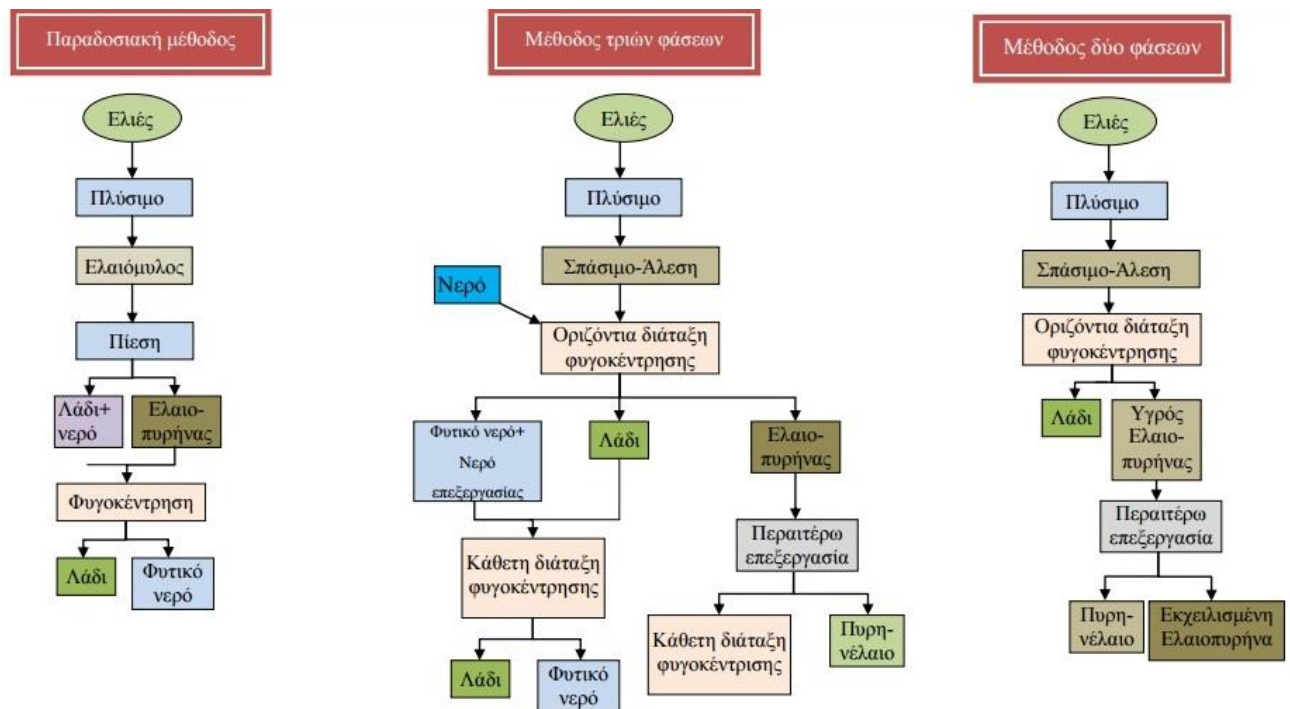 Παραδοσιακή μέθοδος
Ελιές
Πλύσιμο
Ελαιόμυλος
Πίεση
Λάδι+
νερό
Ελαιο-
πυρήνας
Φυγοκέντρηση
Λάδι
Φυτικό
νερό
Μέθοδος τριών φάσεων
Ελιές
Πλύσιμο
Σπάσιμο-Άλεση
Νερό
Οριζόντια διάταξη
φυγοκέντρησης
Φυτικό νερό+
Νερό
επεξεργασίας
Λάδι
Ελαιο-
πυρήνας
Κάθετη διάταξη
φυγοκέντρησης
Λάδι
Φυτικό
νερό
Περαιτέρω
επεξεργασία
Κάθετη διάταξη
φυγοκέντρισης
Πυρη-
νέλαιο
Μέθοδος δύο φάσεων
Ελιές
Πλύσιμο
Σπάσιμο-Άλεση
Οριζόντια διάταξη
φυγοκέντρησης
Λάδι
Υγρός
Ελαιο-
πυρήνας
Περαιτέρω
επεξεργασία
Πυρη-
νέλαιο
Εκχειλισμένη
Ελαιοπυρήνα